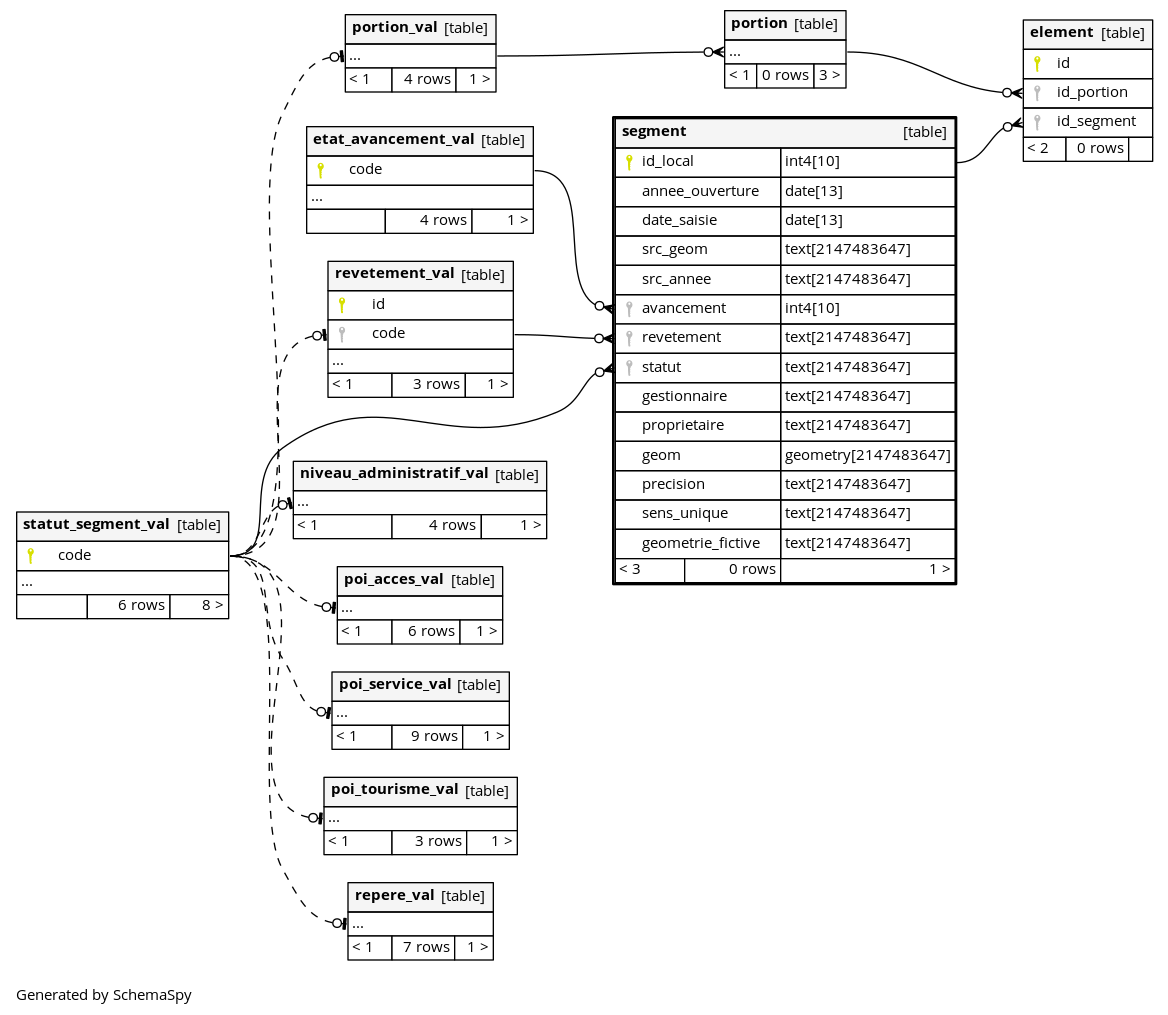 portion_val [table]
...
< 1 4 rows 1 >
portion [table]
...
< 1 0 rows 3 >
element [table]
id
id_portion
id_segment
< 2 0 rows
etat_avancement_val [table]
code
...
4 rows 1 >
segment [table]
id_local int4[10]
annee_ouverture date[13]
date_saisie date[13]
src_geom text[2147483647]
src_annee text[2147483647]
avancement int4[10]
revetement text[2147483647]
statut text[2147483647]
gestionnaire text[2147483647]
proprietaire text[2147483647]
geom geometry[2147483647]
precision text[2147483647]
sens_unique text[2147483647]
geometrie_fictive text[2147483647]
< 3 0 rows 1 >
revetement_val [table]
id
code
...
< 1 3 rows 1 >
niveau_administratif_val [table]
...
< 1 4 rows 1 >
statut_segment_val [table]
code
...
6 rows 8 >
poi_acces_val [table]
...
< 1 6 rows 1 >
poi_service_val [table]
...
< 1 9 rows 1 >
poi_tourisme_val [table]
...
< 1 3 rows 1 >
repere_val [table]
...
< 1 7 rows 1 >
Generated by SchemaSpy